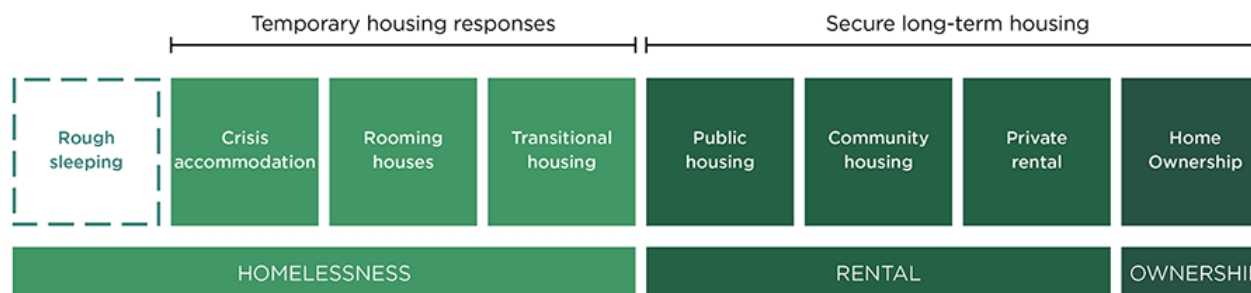 Temporary housing responses
Secure long-term housing
Rough
sleeping
Crisis
accommodation
Rooming
houses
Transitional
housing
Public
housing
Community
housing
Private
rental
Home
Ownership
HOMELESSNESS
RENTAL
OWNERSHIP